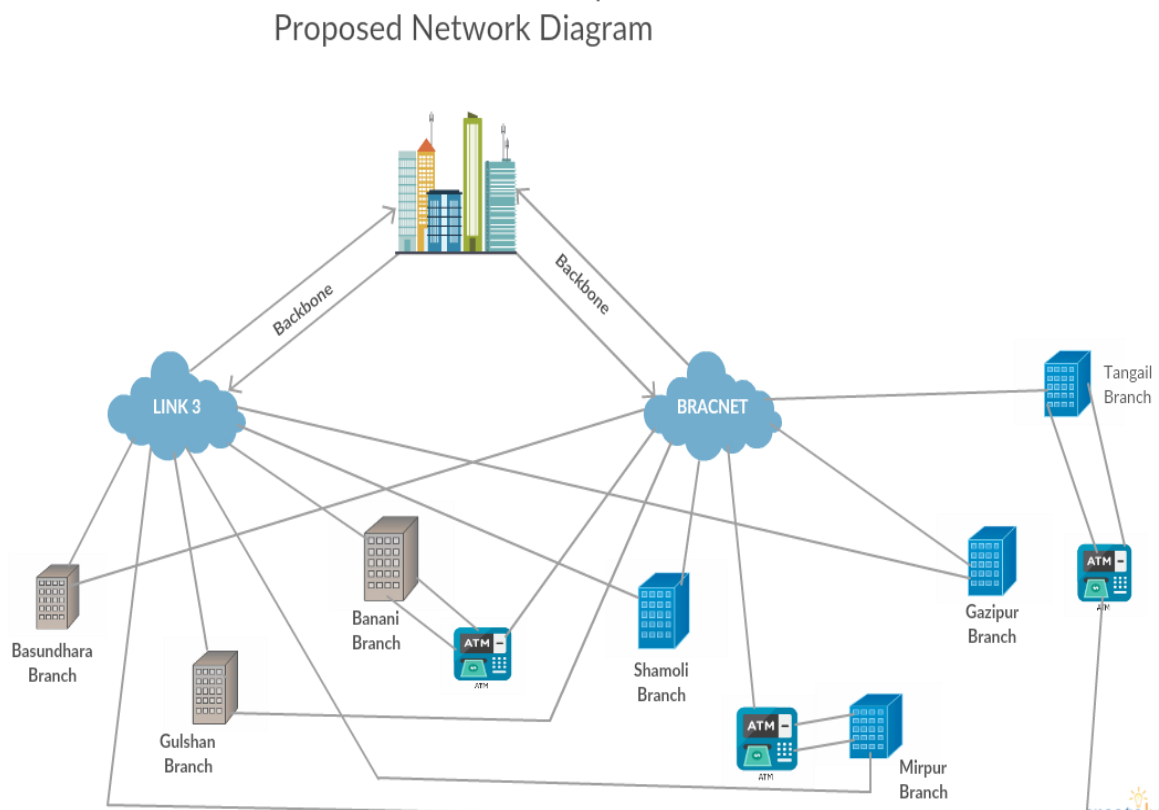 Proposed Network Diagram
Backbone
Backbone
LINK 3
BRACNET
Tangail
Branch
ATM
ATM
Basundhara
Branch
Banani
Branch
ATM
ATM
Gulshan
Branch
Shamoli
Branch
Gazipur
Branch
ATM
ATM
Mirpur
Branch